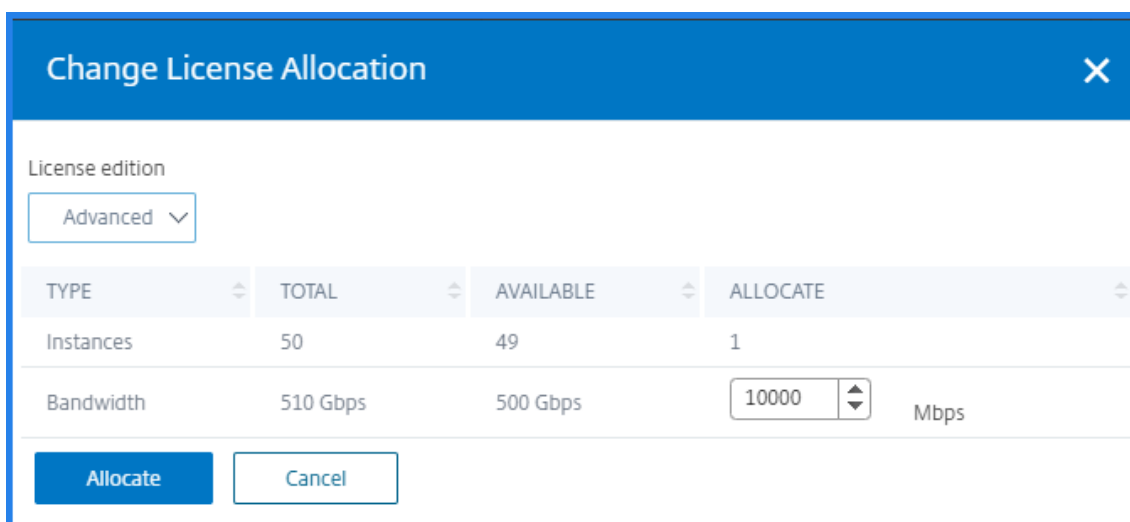 Change License Allocation
License edition
Advanced
TYPE TOTAL AVAILABLE ALLOCATE
Instances 50 49 1
Bandwidth 510 Gbps 500 Gbps 10000 Mbps
Allocate Cancel